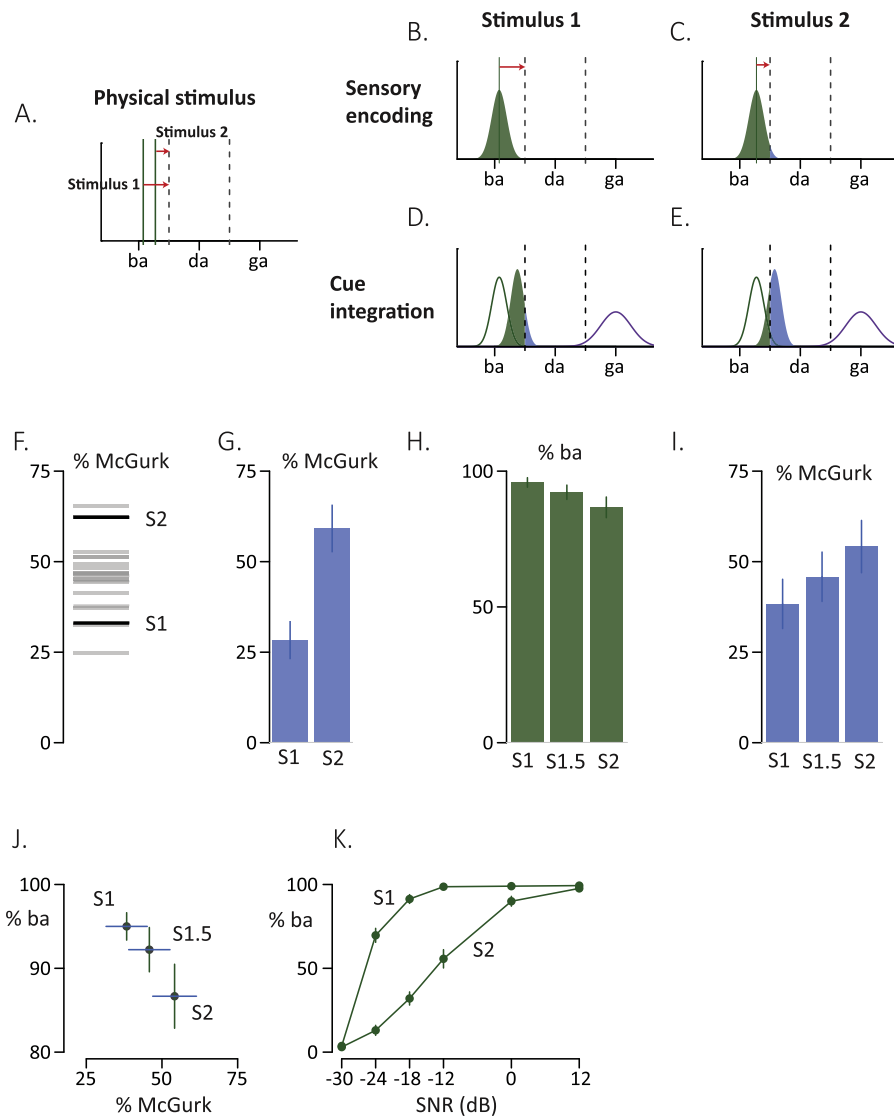 A.
Physical stimulus
Stimulus 2
Stimulus 1
ba da ga
Stimulus 1
Stimulus 2
Sensory
encoding
B.
ba da ga
C.
ba da ga
Cue
integration
D.
ba da ga
E.
ba da ga
F.
% McGurk
75
50
25
0
S2
S1
G.
% McGurk
75
50
25
0
S1 S2
H.
% ba
100
50
0
S1 S1.5 S2
I.
% McGurk
75
50
25
0
S1 S1.5 S2
J.
100
% ba
90
80
S1
S1.5
S2
25 50 75
% McGurk
K.
100
% ba
50
0
S1
S2
-30 -24 -18 -12 0 12
SNR (dB)